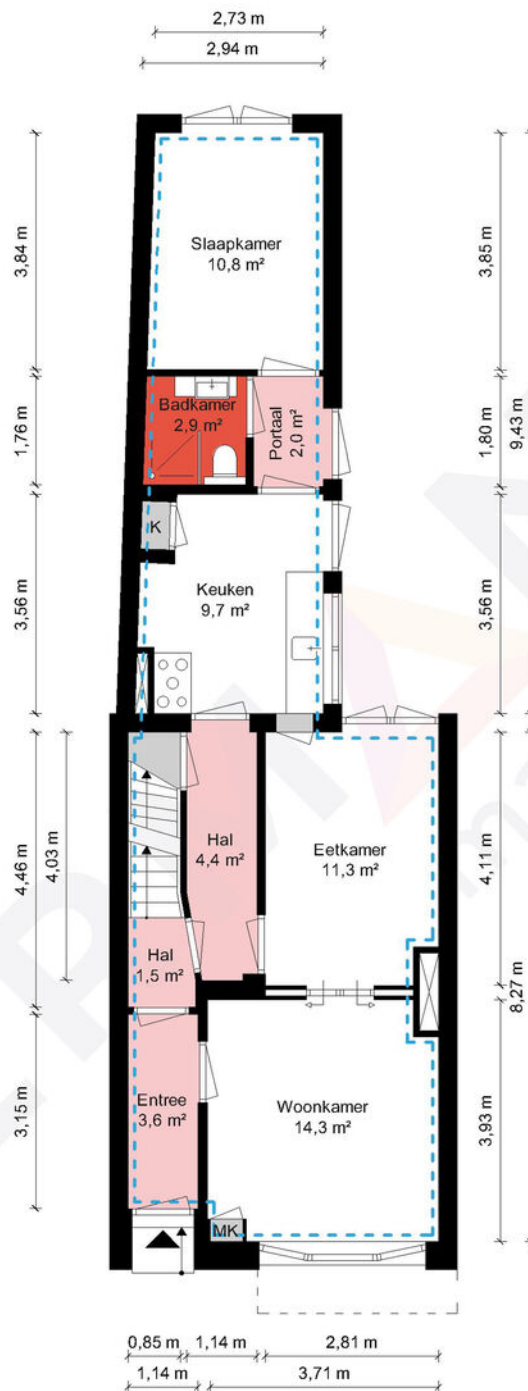 2,73 m
2,94 m
3,84 m
3,85 m
9,43 m
Slaapkamer
10,8 m²
1,76 m
Badkamer
2,9 m²
Portaal
2,0 m²
1,80 m
K
3,56 m
Keuken
9,7 m²
3,56 m
4,46 m
4,03 m
Hal
4,4 m²
Eetkamer
11,3 m²
4,11 m
8,27 m
Hal
1,5 m²
3,15 m
Entree
3,6 m²
Woonkamer
14,3 m²
3,93 m
MK
0,85 m
1,14 m
2,81 m
1,14 m
3,71 m